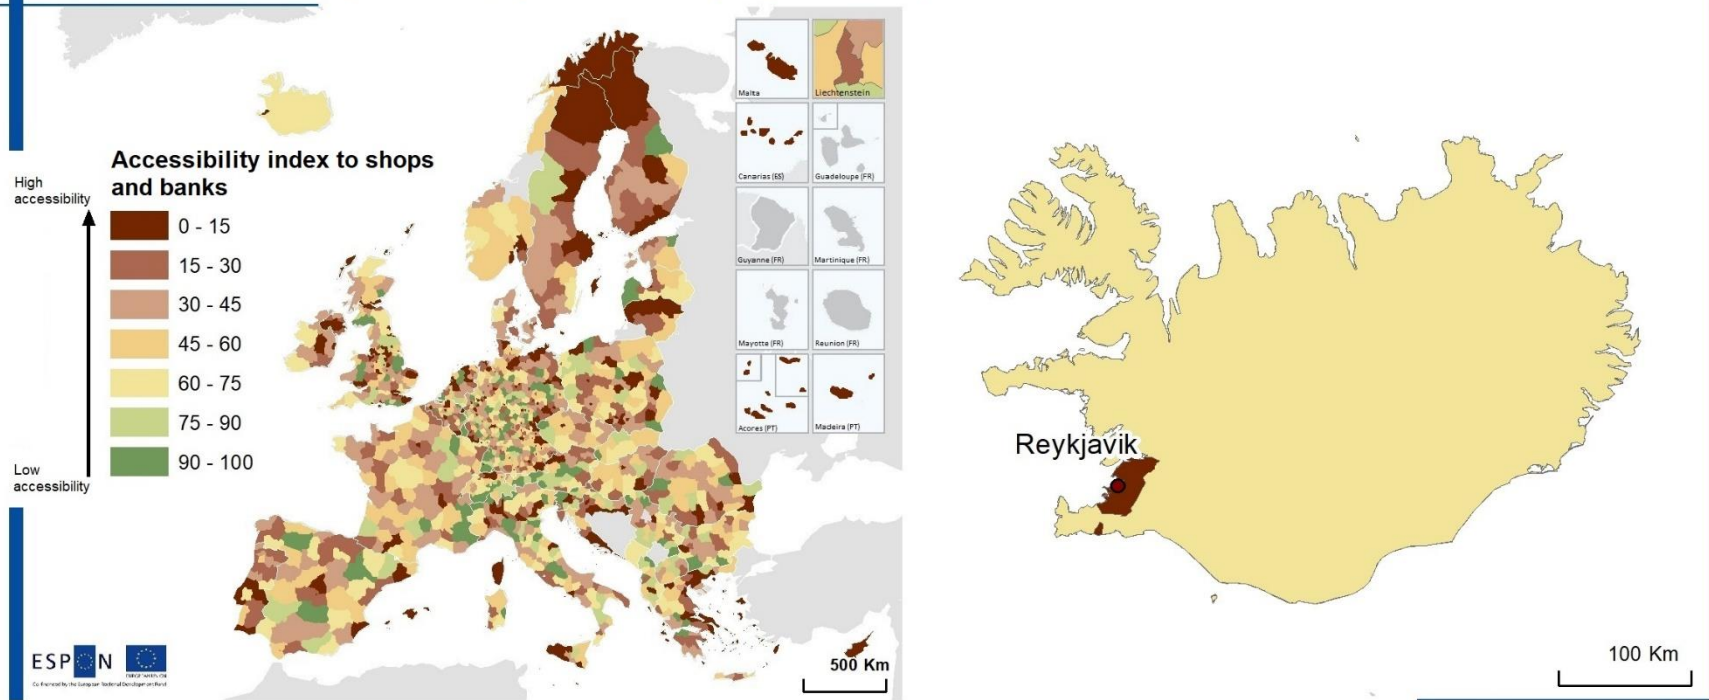 Accessibility index to shops
and banks
High
accessibility
0 - 15
15 - 30
30 - 45
45 - 60
60 - 75
75 - 90
90 - 100
Low
accessibility
ESPON
Malta
Liechtenstein
Canarias (ES)
Guadeloupe (FR)
Guyanne (FR)
Martinique (FR)
Mayotte (FR)
Reunion (FR)
Acores (PT)
Madeira (PT)
500 Km
Reykjavik
100 Km